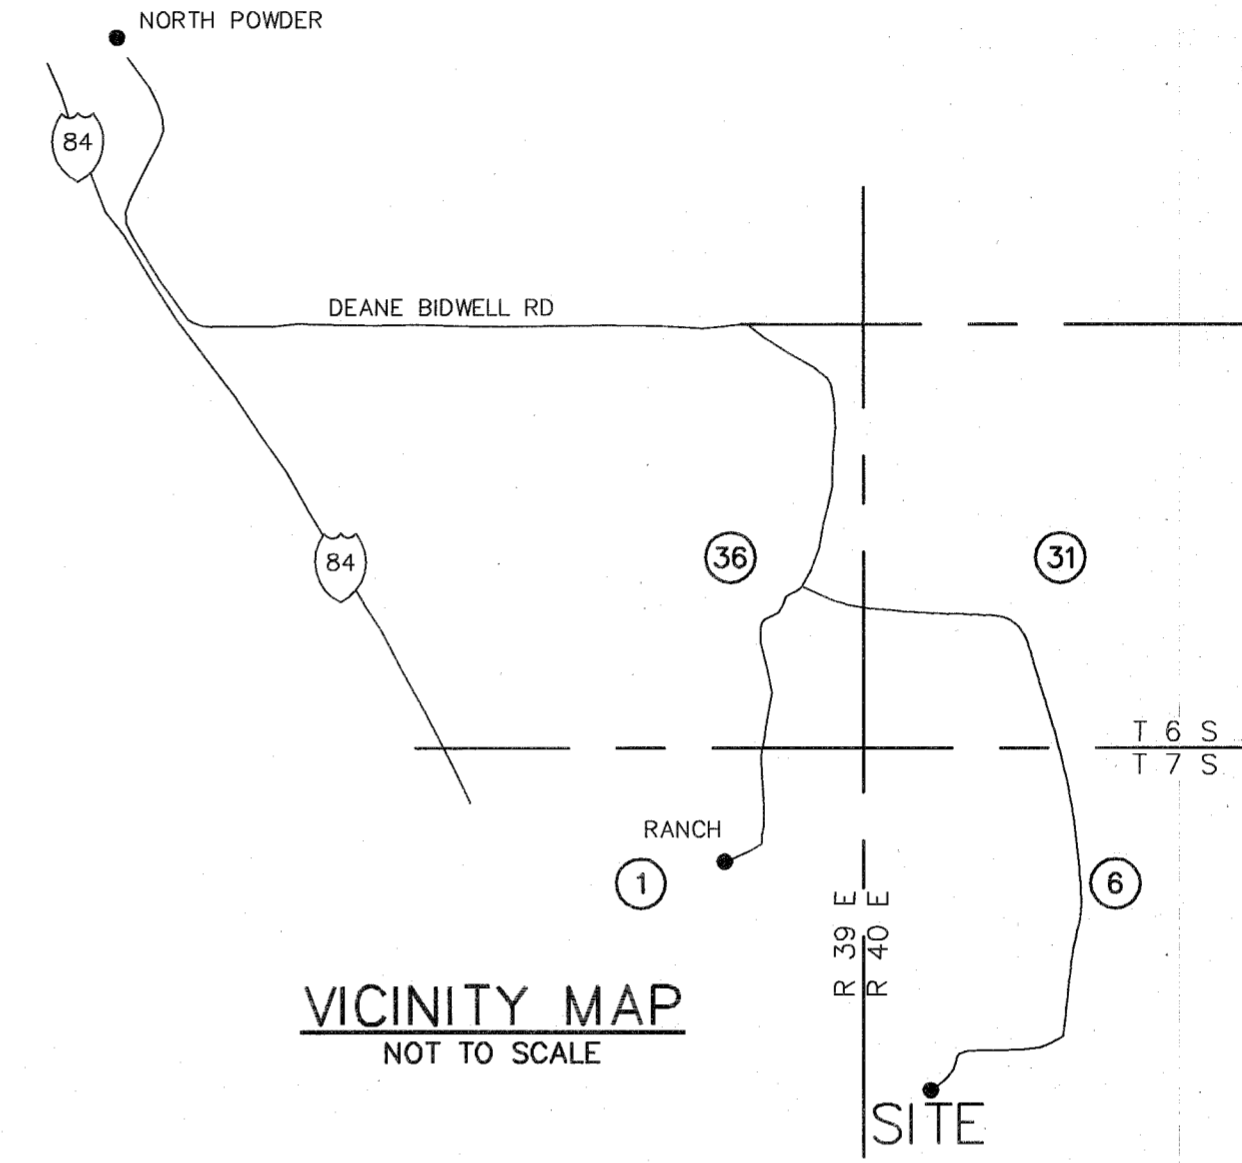 NORTH POWDER
84
DEANE BIDWELL RD
84
36
31
T 6 S
T 7 S
RANCH
1
6
R 39 E
R 40 E
VICINITY MAP
NOT TO SCALE
SITE